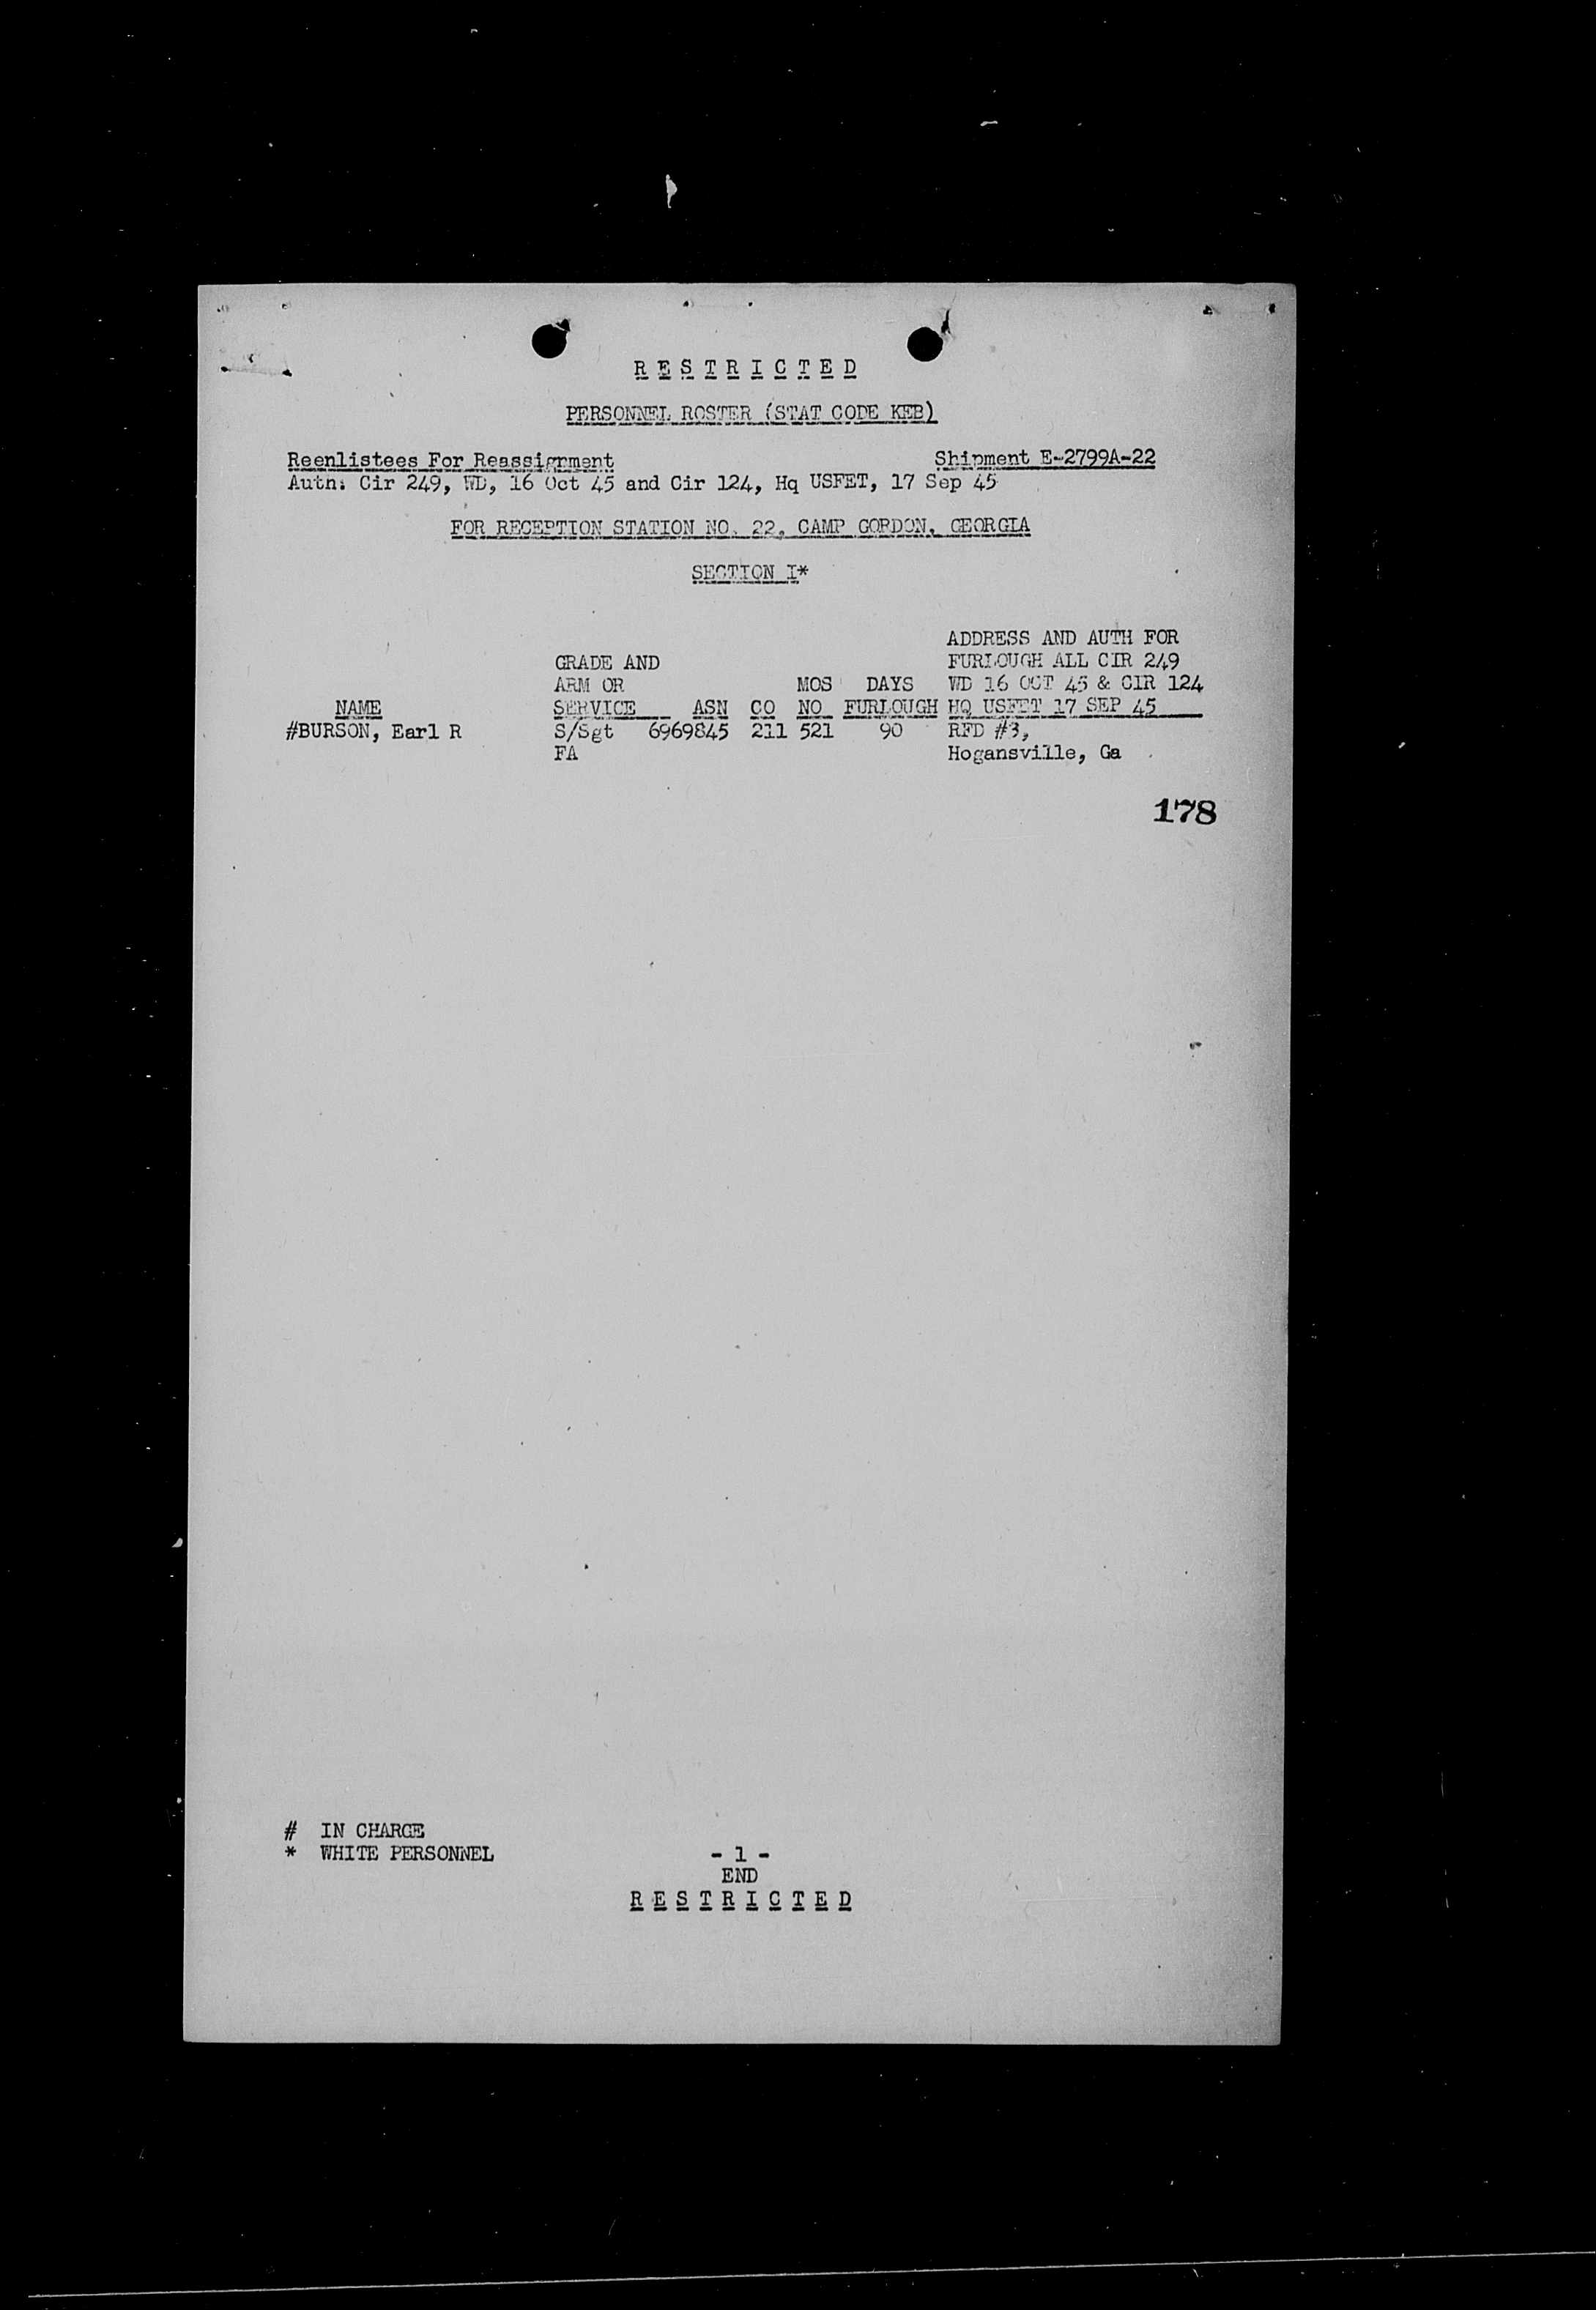 R E S T R I C T E D
PERSONNEL ROSTER (STAT CODE KEB)
Reenlistees For Reassignment Shipment E-2799A-22
Auth: Cir 249, WD, 16 Oct 45 and Cir 124, Hq USFET, 17 Sep 45
FOR RECEPTION STATION NO. 22, CAMP GORDON, GEORGIA
SECTION I*
ADDRESS AND AUTH FOR
GRADE AND FURLOUGH ALL CIR 249
ARM OR MOS DAYS WD 16 OCT 45 & CIR 124
NAME SERVICE ASN CO NO FURLOUGH HQ USFET 17 SEP 45
#BURSON, Earl R S/Sgt 6969845 211 521 90 RFD #3,
FA Hogansville, Ga
178
# IN CHARGE
* WHITE PERSONNEL - 1 -
END
R E S T R I C T E D